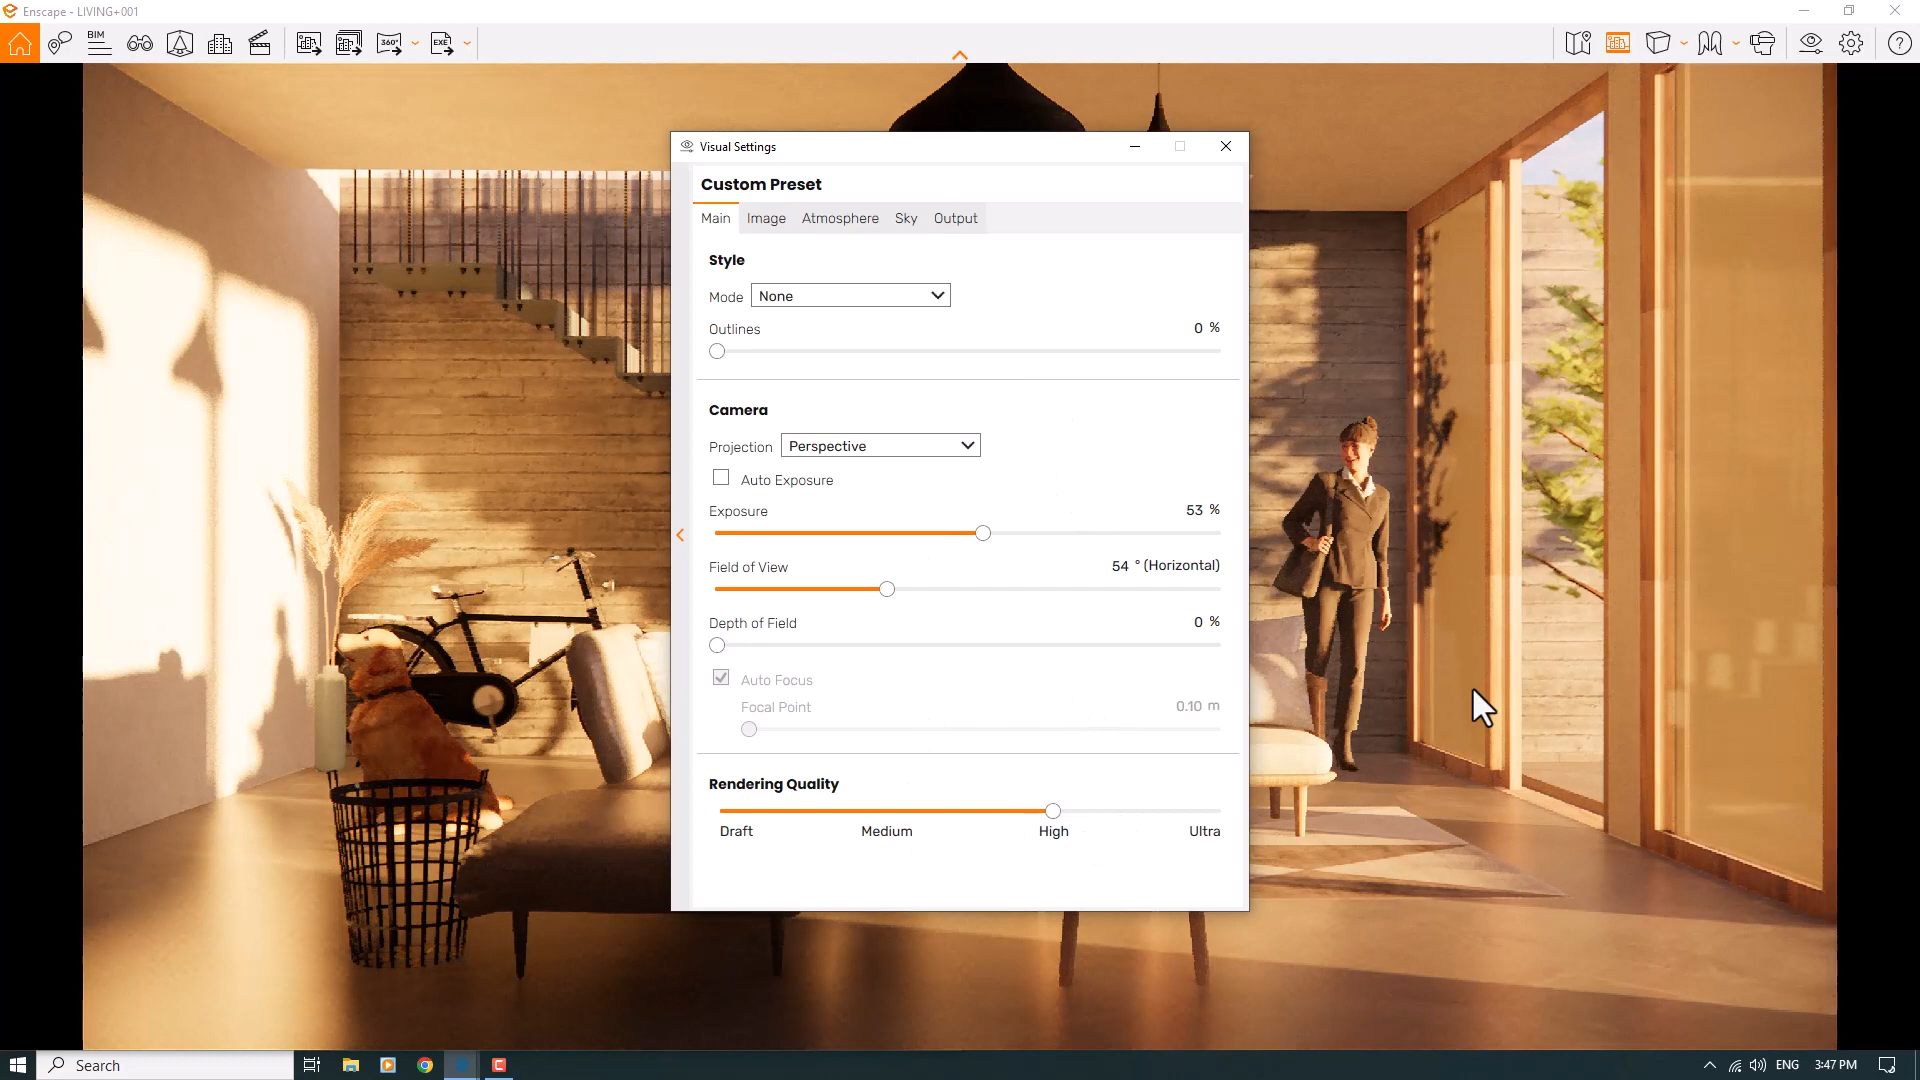 Enscape - LIVING+001
BIM
360°
EXE
Visual Settings
Custom Preset
Main Image Atmosphere Sky Output
Style
Mode None
Outlines 0 %
Camera
Projection Perspective
Auto Exposure
Exposure 53 %
Field of View 54 ° (Horizontal)
Depth of Field 0 %
Auto Focus
Focal Point 0.10 m
Rendering Quality
Draft Medium High Ultra
Search
ENG 3:47 PM